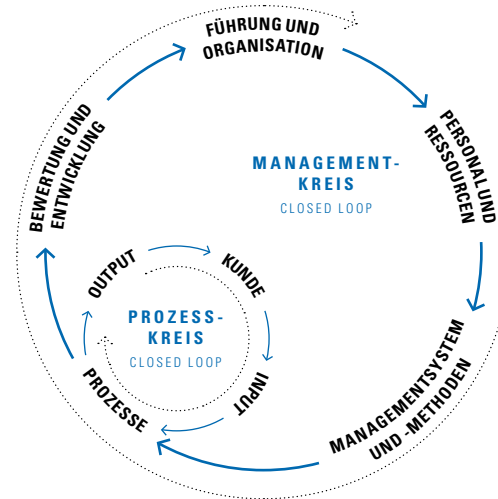 FÜHRUNG UND
ORGANISATION
PERSONAL UND
RESSOURCEN
MANAGEMENTSYSTEM
UND -METHODEN
PROZESSE
BEWERTUNG UND
ENTWICKLUNG
MANAGEMENT-
KREIS
CLOSED LOOP
OUTPUT
KUNDE
INPUT
PROZESS-
KREIS
CLOSED LOOP